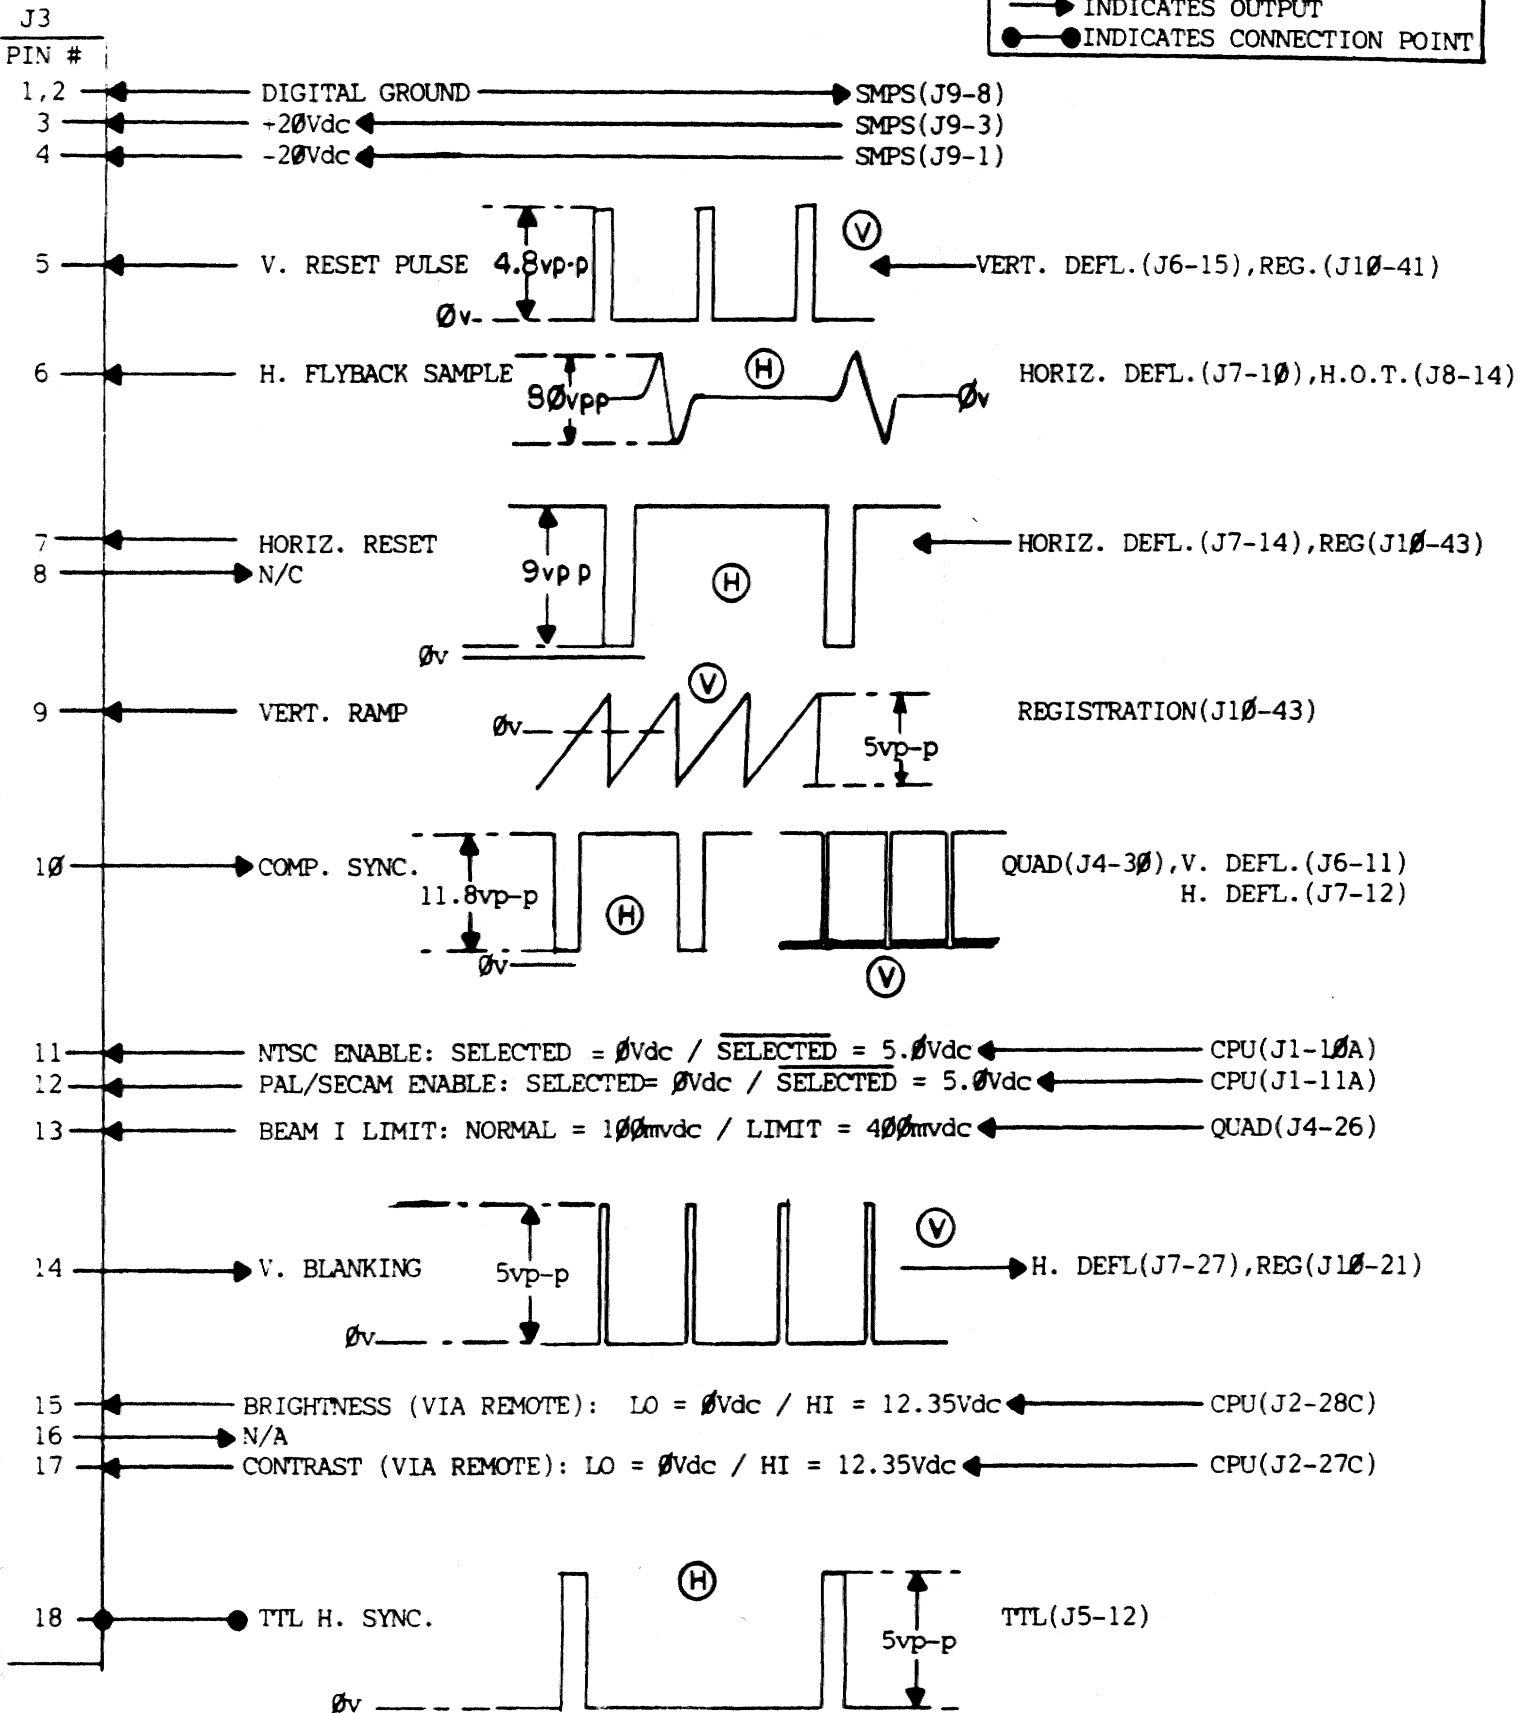 INDICATES OUTPUT
INDICATES CONNECTION POINT
J3
PIN #
1,2 DIGITAL GROUND SMPS(J9-8)
3 +2ØVdc SMPS(J9-3)
4 -2ØVdc SMPS(J9-1)
5 V. RESET PULSE 4.8vp-p V VERT. DEFL.(J6-15),REG.(J1Ø-41)
Øv
6 H. FLYBACK SAMPLE H HORIZ. DEFL.(J7-1Ø),H.O.T.(J8-14)
Øvpp Øv
7 HORIZ. RESET HORIZ. DEFL.(J7-14),REG(J1Ø-43)
8 N/C 9vpp H
Øv
V
9 VERT. RAMP Øv REGISTRATION(J1Ø-43)
5vp-p
1Ø COMP. SYNC. QUAD(J4-3Ø),V. DEFL.(J6-11)
11.8vp-p H H. DEFL.(J7-12)
Øv V
11 NTSC ENABLE: SELECTED = ØVdc / SELECTED = 5.ØVdc CPU(J1-1ØA)
12 PAL/SECAM ENABLE: SELECTED= ØVdc / SELECTED = 5.ØVdc CPU(J1-11A)
13 BEAM I LIMIT: NORMAL = 1ØØmvdc / LIMIT = 4ØØmvdc QUAD(J4-26)
V
14 V. BLANKING 5vp-p H. DEFL(J7-27),REG(J1Ø-21)
Øv
15 BRIGHTNESS (VIA REMOTE): LO = ØVdc / HI = 12.35Vdc CPU(J2-28C)
16 N/A
17 CONTRAST (VIA REMOTE): LO = ØVdc / HI = 12.35Vdc CPU(J2-27C)
H
18 TTL H. SYNC. TTL(J5-12)
5vp-p
Øv